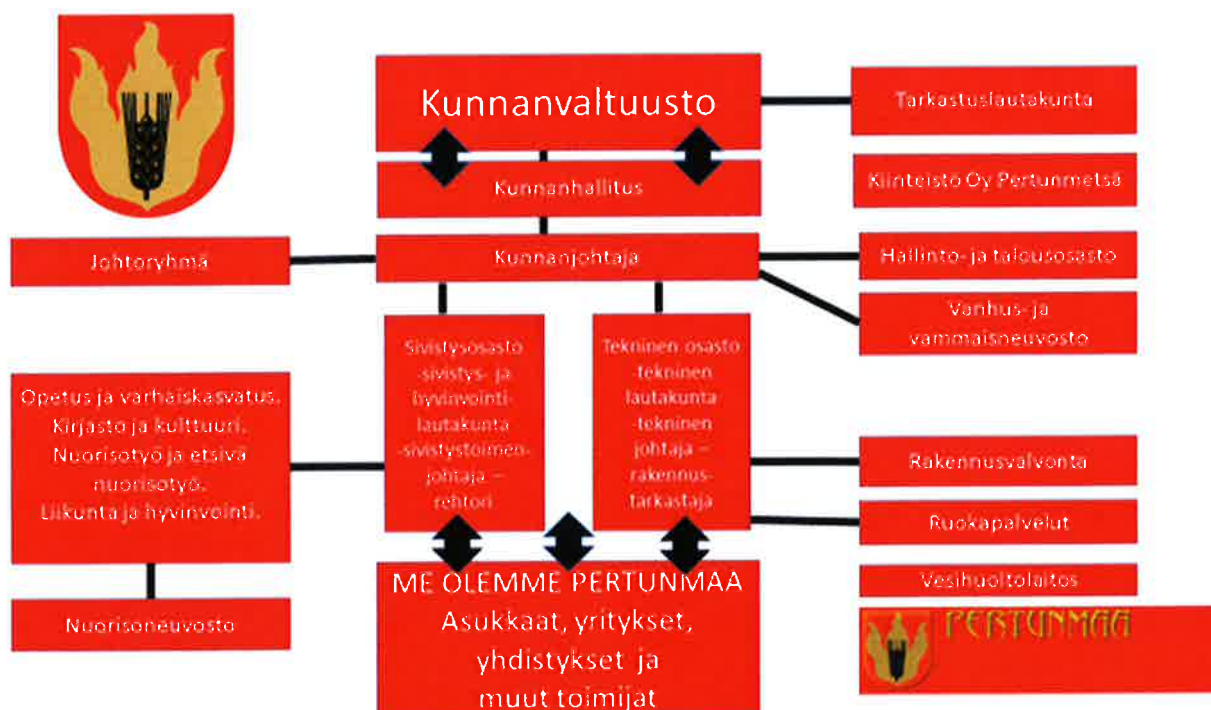 Kunnanvaltuusto
Tarkastuslautakunta
Kunnanhallitus
Kiinteistö Oy Pertunmetsä
Johtoryhmä
Kunnanjohtaja
Hallinto- ja talousosasto
Vanhus- ja
vammaisneuvosto
Sivistysosasto
-sivistys- ja
hyvinvointi-
lautakunta
-sivistystoimen-
johtaja –
rehtori
Tekninen osasto
-tekninen
lautakunta
-tekninen
johtaja –
rakennus-
tarkastaja
Opetus ja varhaiskasvatus.
Kirjasto ja kulttuuri.
Nuorisotyö ja etsivä
nuorisotyö.
Liikunta ja hyvinvointi.
Rakennusvalvonta
Ruokapalvelut
Vesihuoltolaitos
Nuorisoneuvosto
ME OLEMME PERTUNMAA
Asukkaat, yritykset,
yhdistykset ja
muut toimijat
PERTUNMAA